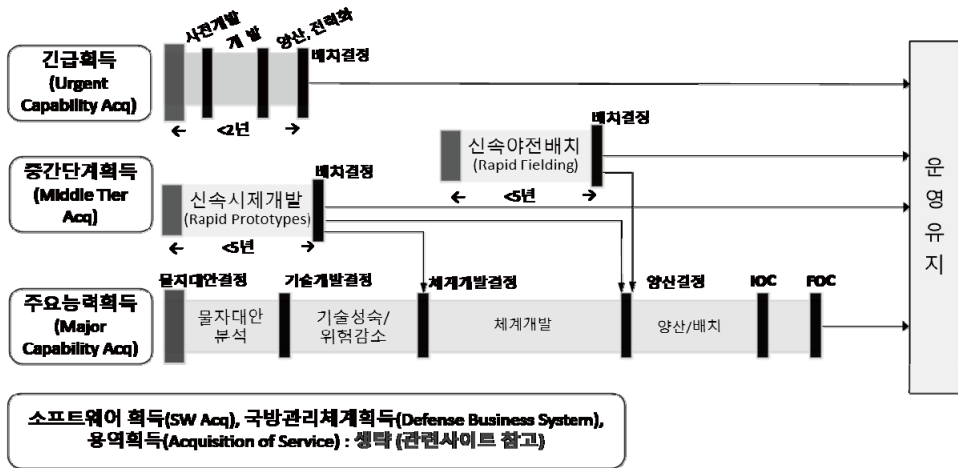 사전개발
개 발
양산, 전력화
긴급획득
(Urgent
Capability Acq)
배치결정
<2년
배치결정
신속야전배치
(Rapid Fielding)
<5년
중간단계획득
(Middle Tier
Acq)
배치결정
신속시제개발
(Rapid Prototypes)
<5년
운영유지
물자대안결정
기술개발결정
체계개발결정
양산결정
IOC
FOC
주요능력획득
(Major
Capability Acq)
물자대안
분석
기술성숙/
위험감소
체계개발
양산/배치
소프트웨어 획득(SW Acq), 국방관리체계획득(Defense Business System),
용역획득(Acquisition of Service) : 생략 (관련사이트 참고)